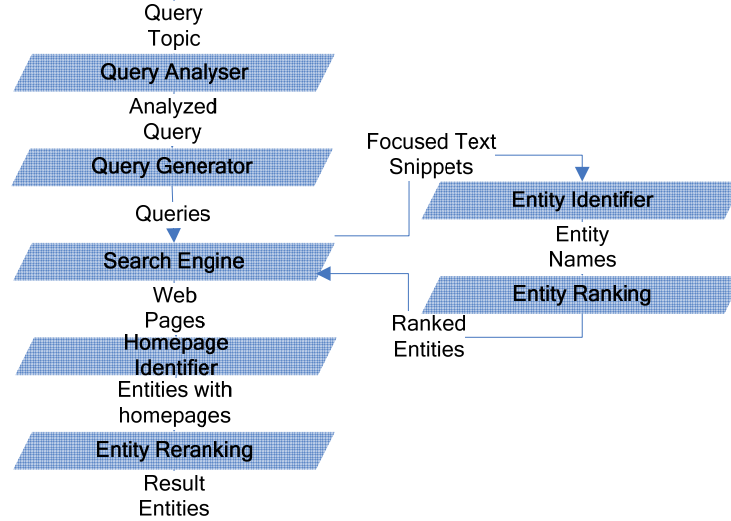 Query
Topic
Query Analyser
Analyzed
Query
Query Generator
Queries
Search Engine
Focused Text
Snippets
Entity Identifier
Entity
Names
Entity Ranking
Ranked
Entities
Web
Pages
Homepage
Identifier
Entities with
homepages
Entity Reranking
Result
Entities